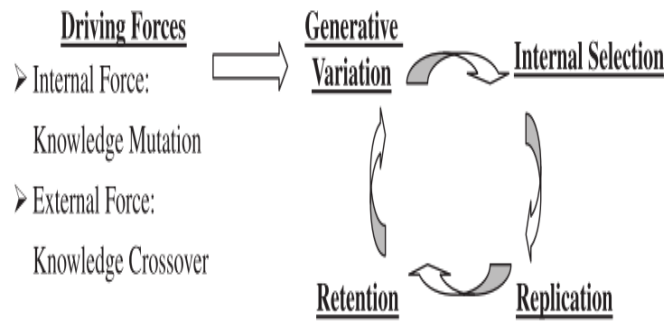 Driving Forces
➢ Internal Force:
Knowledge Mutation
➢ External Force:
Knowledge Crossover
Generative
Variation
Internal Selection
Replication
Retention